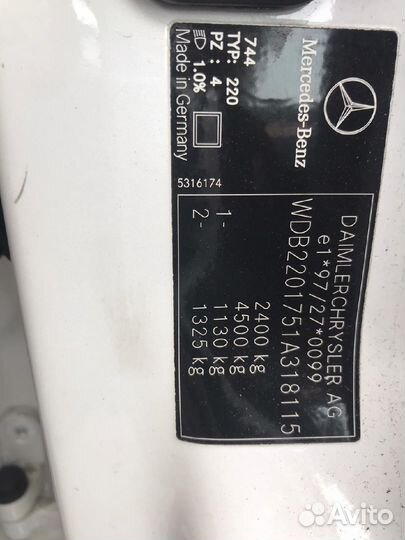 Mercedes-Benz
744
TYP: 220
PZ : 4
1.0%
Made in Germany
5316174
DAIMLERCHRYSLER AG
e1*97/27*0099
WDB2201751A318115
2400 kg
4500 kg
1- 1130 kg
2- 1325 kg
Avito